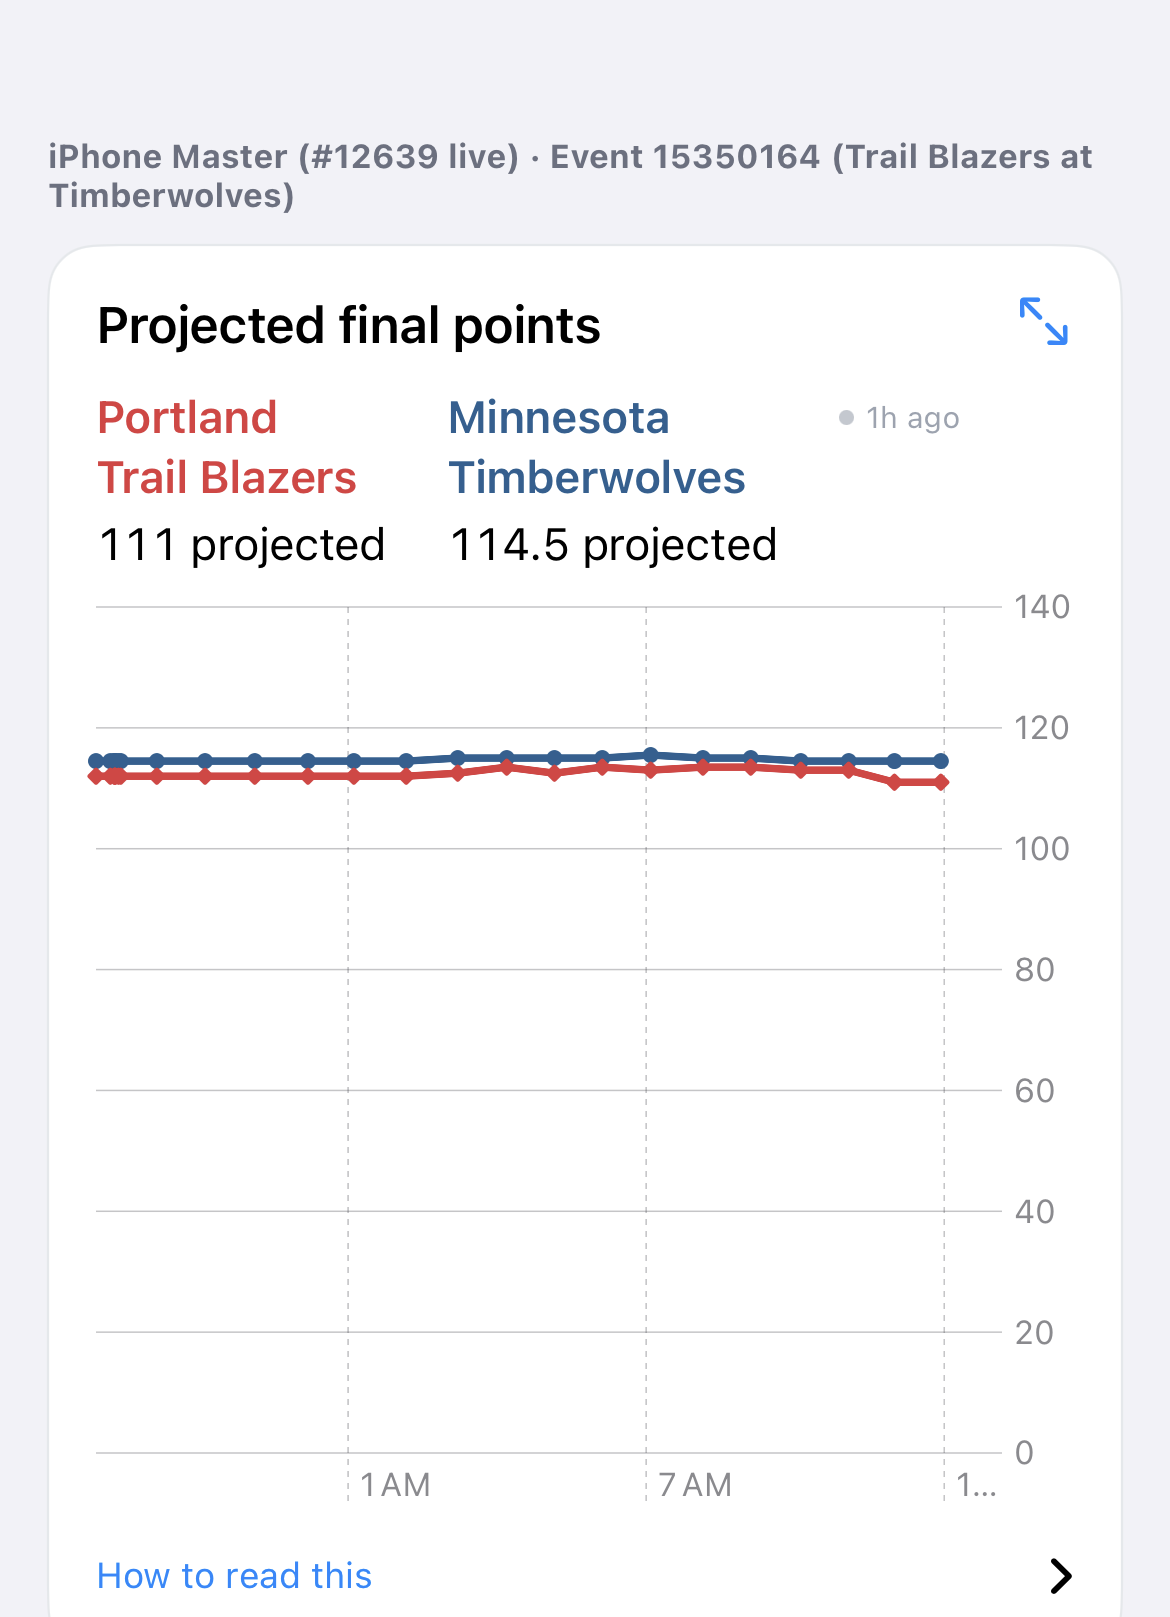 iPhone Master (#12639 live) · Event 15350164 (Trail Blazers at
Timberwolves)
Projected final points
Portland
Trail Blazers
111 projected
Minnesota
Timberwolves
114.5 projected
1h ago
140
120
100
80
60
40
20
0
1 AM
7 AM
1...
How to read this